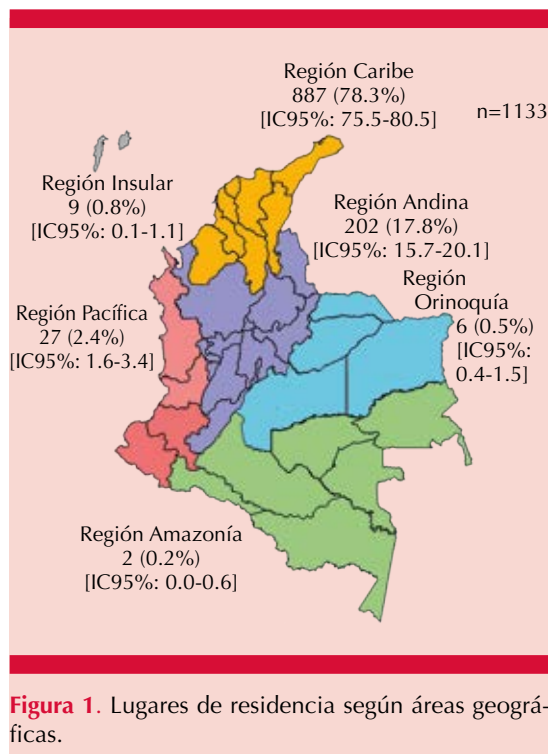 Región Caribe
887 (78.3%)
[IC95%: 75.5-80.5]
n=1133
Región Insular
9 (0.8%)
[IC95%: 0.1-1.1]
Región Andina
202 (17.8%)
[IC95%: 15.7-20.1]
Región
Orinoquía
6 (0.5%)
[IC95%:
0.4-1.5]
Región Pacífica
27 (2.4%)
[IC95%: 1.6-3.4]
Región Amazonía
2 (0.2%)
[IC95%: 0.0-0.6]
Figura 1. Lugares de residencia según áreas geográ-
ficas.